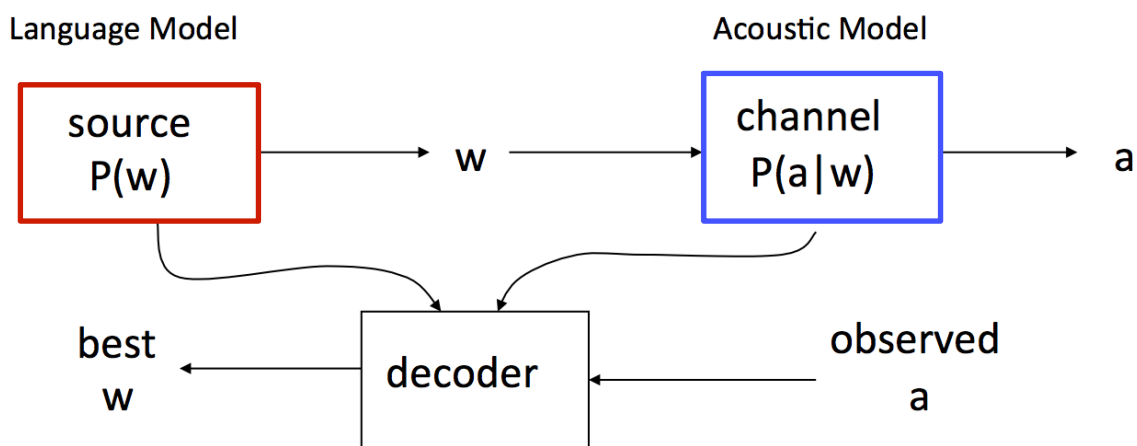 Language Model
Acoustic Model
source
P(w)
w
channel
P(a|w)
a
best
w
decoder
observed
a